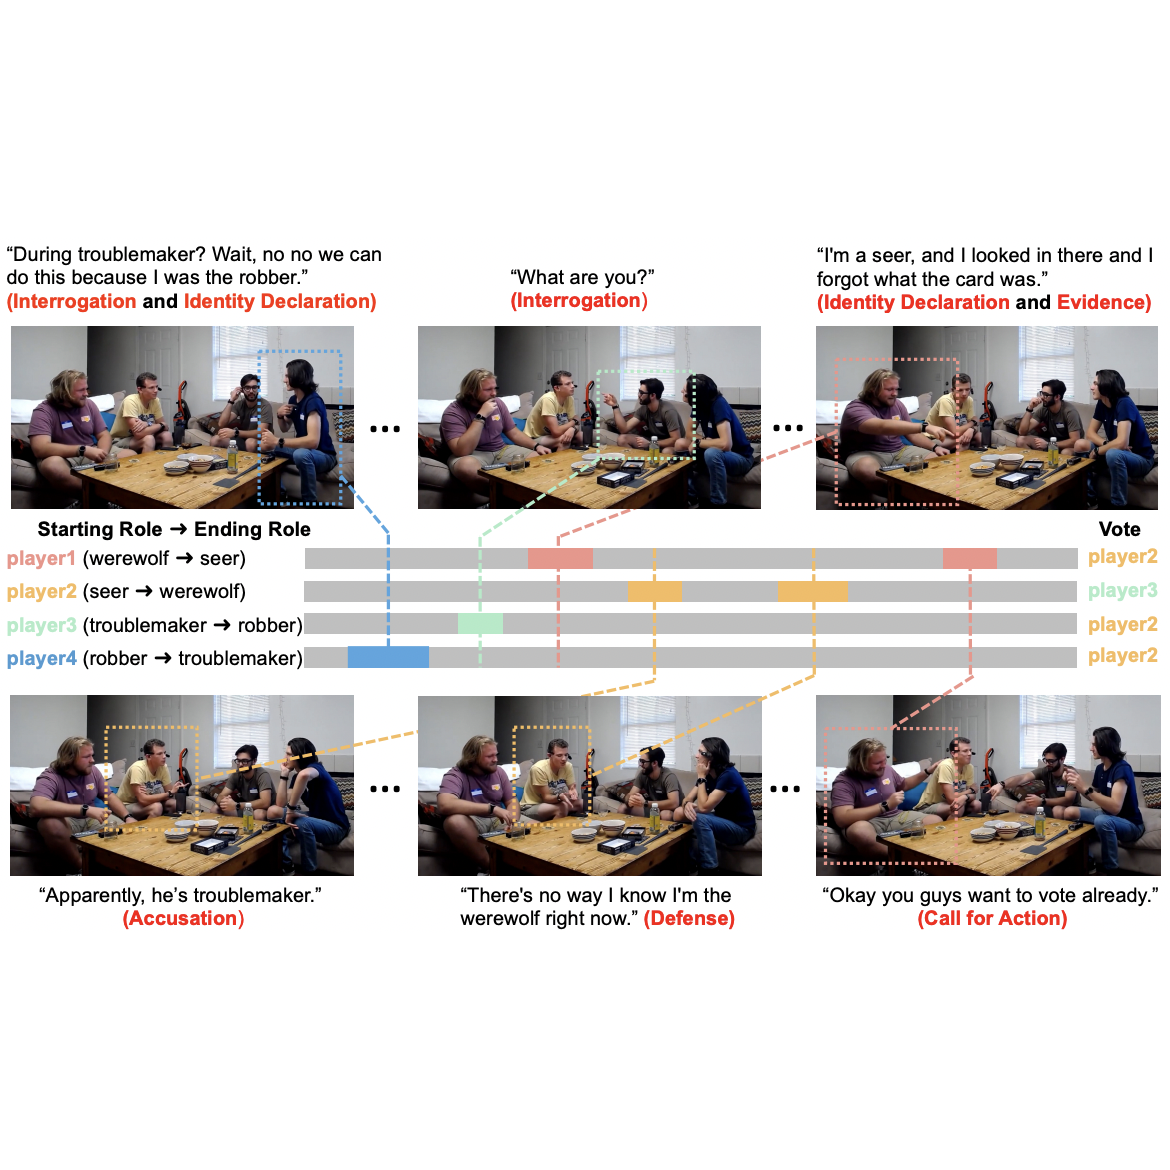 “During troublemaker? Wait, no no we can
do this because I was the robber.”
(Interrogation and Identity Declaration)
“What are you?”
(Interrogation)
“I'm a seer, and I looked in there and I
forgot what the card was.”
(Identity Declaration and Evidence)
...
...
Starting Role ➜ Ending Role
Vote
player1 (werewolf ➜ seer)
player2
player2 (seer ➜ werewolf)
player3
player3 (troublemaker ➜ robber)
player2
player4 (robber ➜ troublemaker)
player2
...
...
“Apparently, he’s troublemaker.”
(Accusation)
“There's no way I know I'm the
werewolf right now.” (Defense)
“Okay you guys want to vote already.”
(Call for Action)